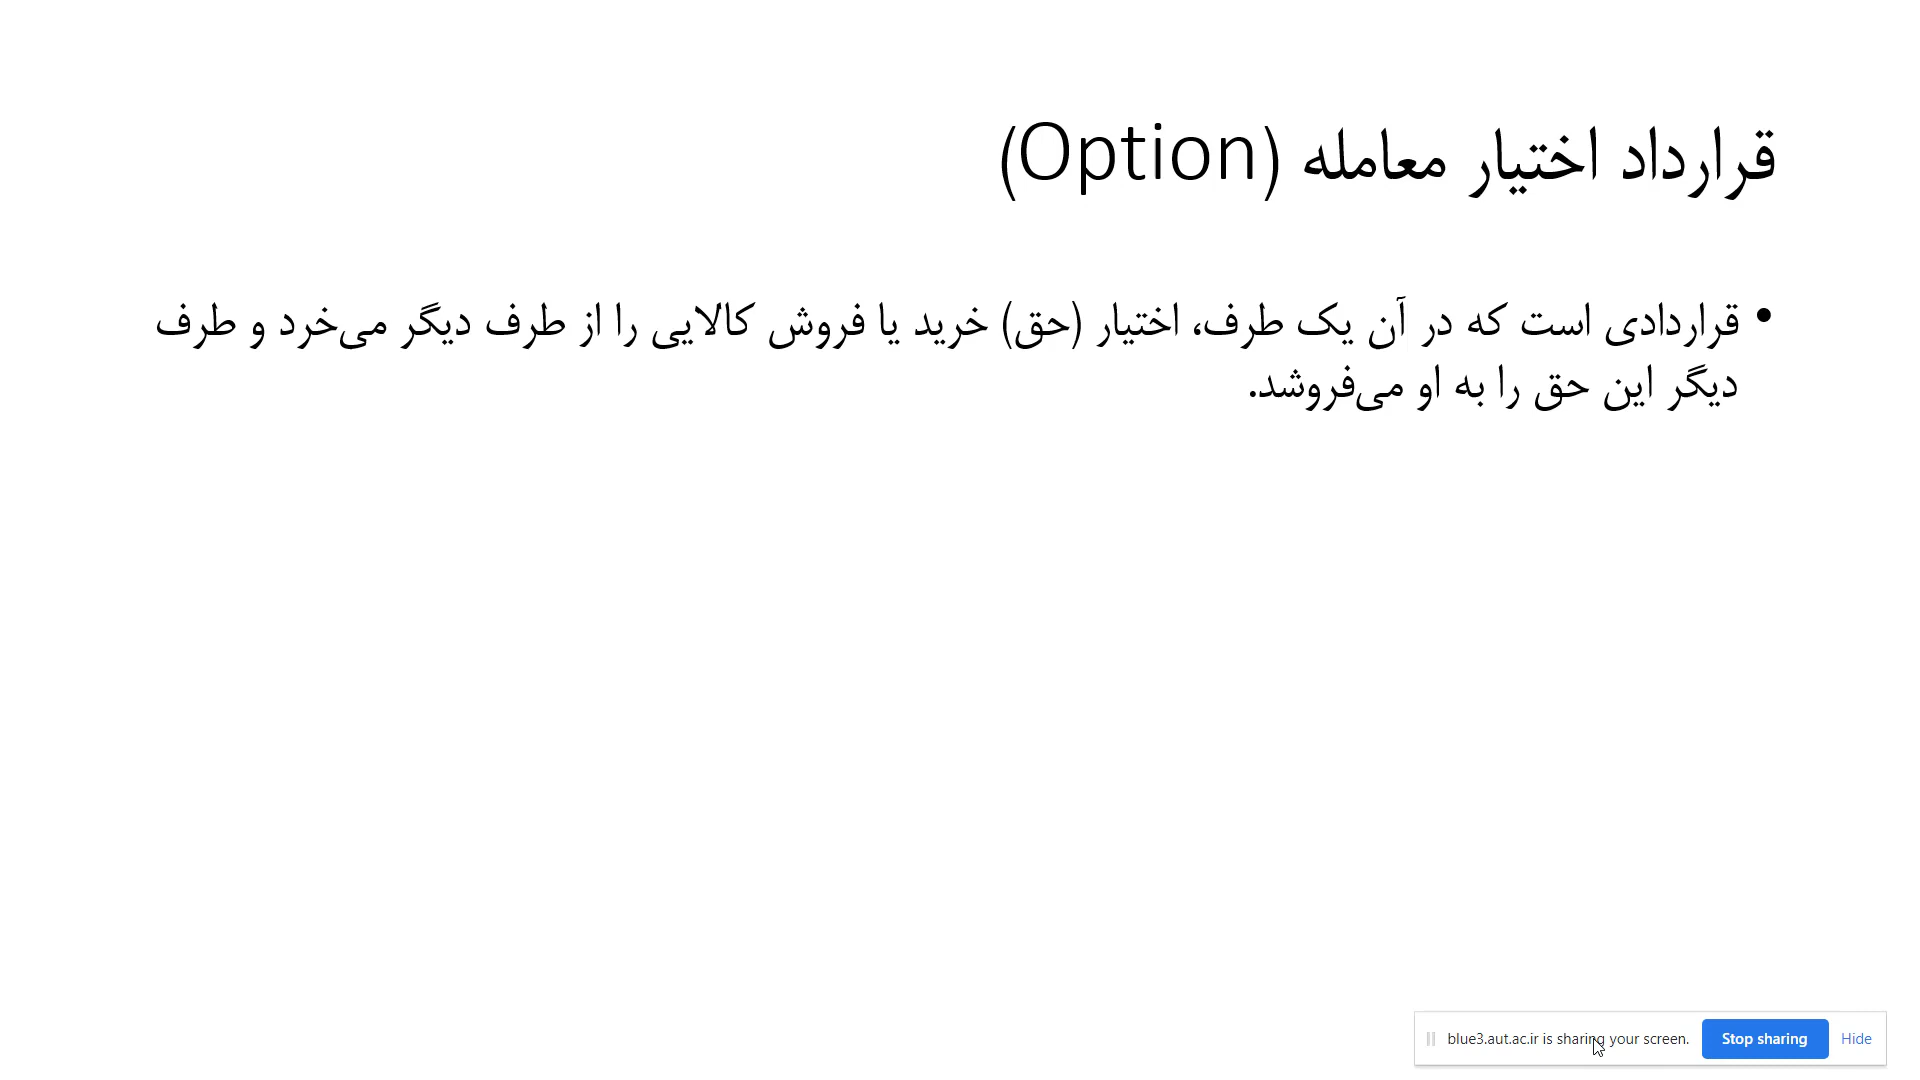 قرارداد اختیار معامله (Option)
• قراردادی است که در آن یک طرف، اختیار (حق) خرید یا فروش کالایی را از طرف دیگر می‌خرد و طرف
دیگر این حق را به او می‌فروشد.
blue3.aut.ac.ir is sharing your screen. Stop sharing Hide